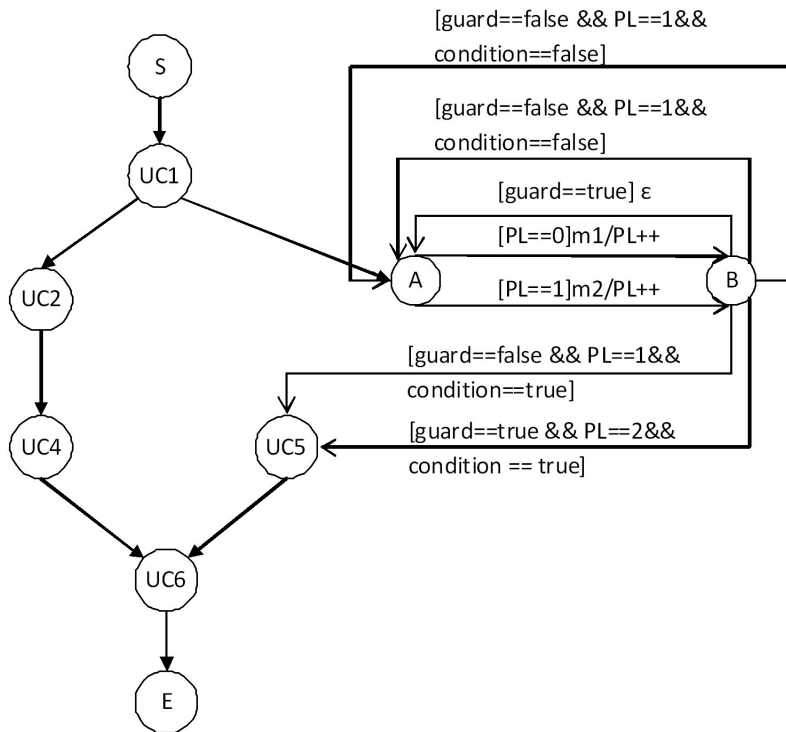 [guard==false && PL==1&&
condition==false]
S
[guard==false && PL==1&&
condition==false]
UC1
[guard==true] ε
[PL==0]m1/PL++
A
B
UC2
[PL==1]m2/PL++
[guard==false && PL==1&&
condition==true]
UC4
UC5
[guard==true && PL==2&&
condition == true]
UC6
E